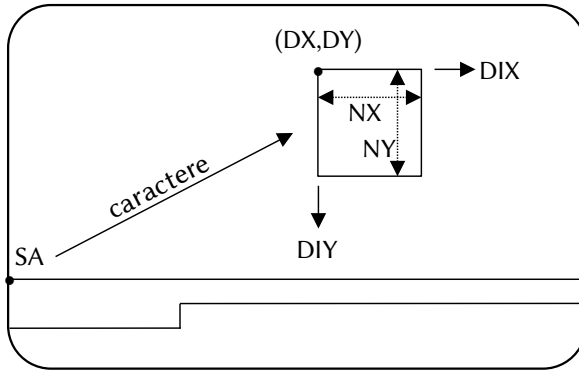 (DX,DY)
DIX
NX
NY
caractere
SA
DIY